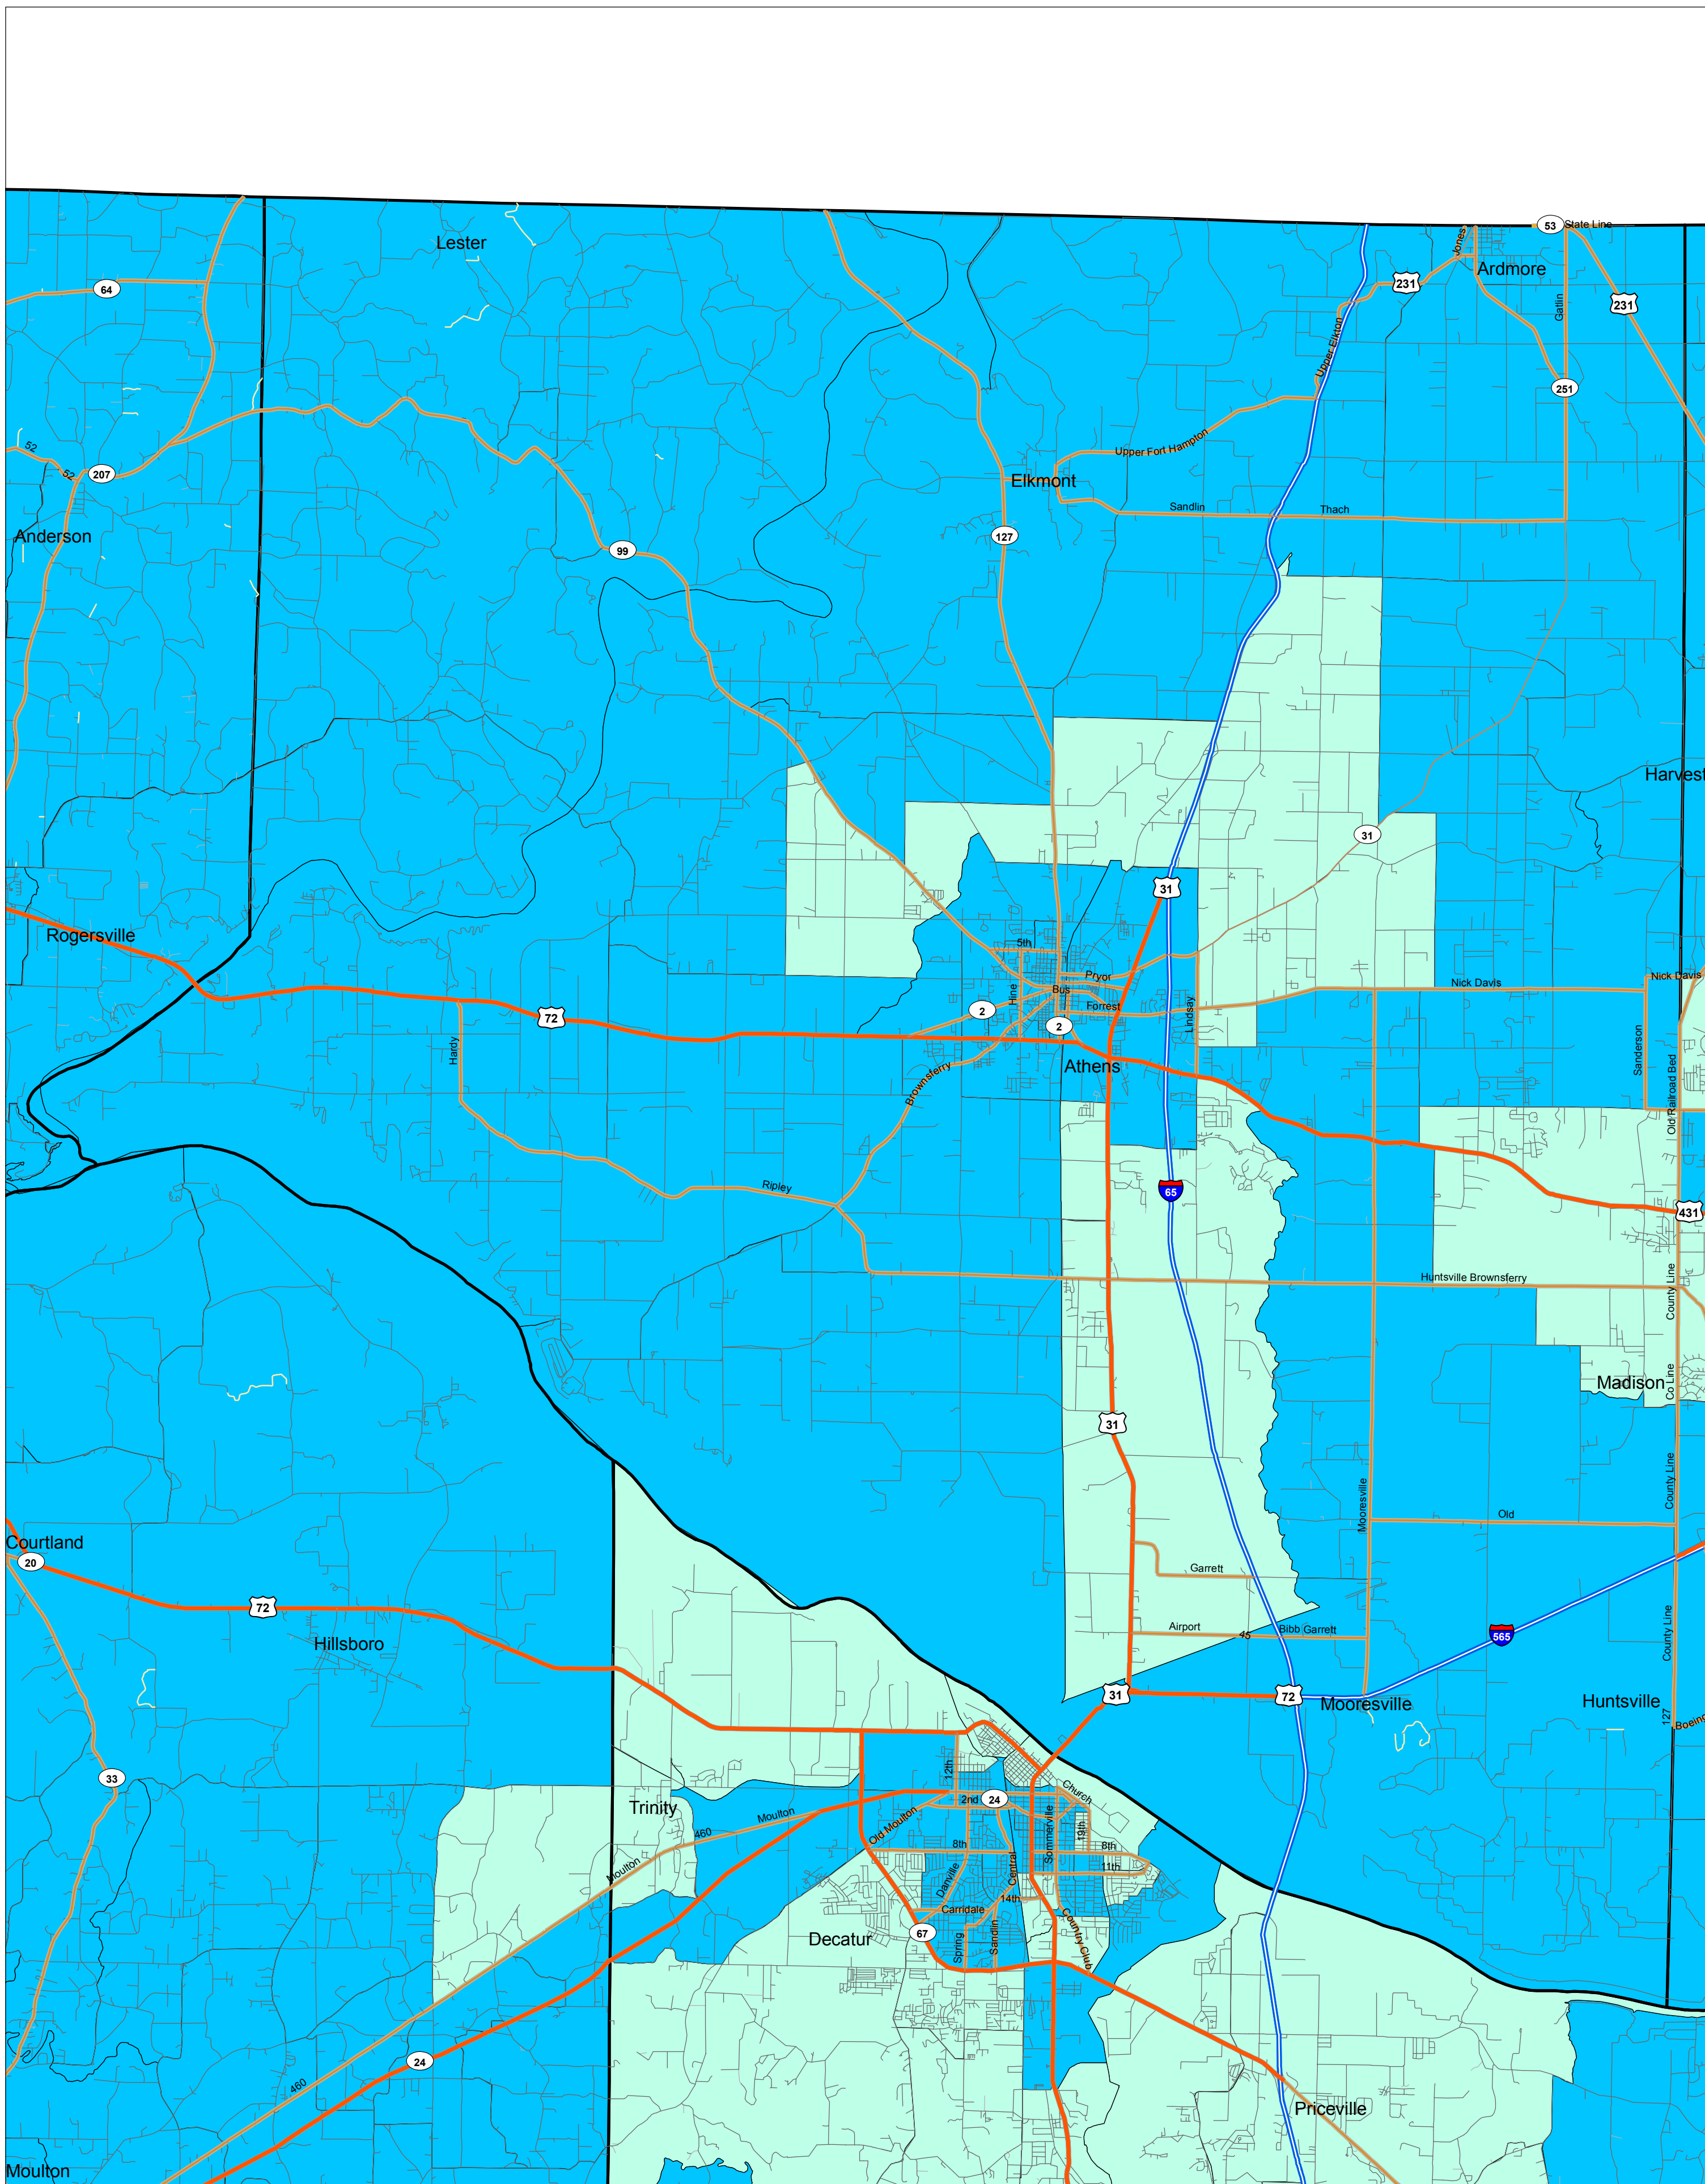 53 State Line
Jones
Lester
Ardmore
231
64
231
Gatlin
Upper Elkton
251
Upper Fort Hampton
52
52
207
Elkmont
Sandlin
Thach
Anderson
127
99
Harvest
31
31
Rogersville
5th
Pryor
Nick Davis
Nick Davis
Bus
Hine
Forrest
2
Lindsay
72
2
Sanderson
Hardy
Athens
Old Railroad Bed
Brownsferry
Ripley
65
431
Huntsville Brownsferry
County Line
Madison
Co Line
31
County Line
Mooresville
Old
Courtland
20
Garrett
72
Airport
45
Bibb Garrett
565
County Line
Hillsboro
31
72
Mooresville
Huntsville
127
Boeing
33
12th
Church
2nd
24
Trinity
Moulton
460
Old Moulton
Sommerville
19th
8th
8th
Moulton
Central
11th
Danville
14th
Carridale
Country Club
67
Decatur
Spring
Sandlin
24
460
Priceville
Moulton